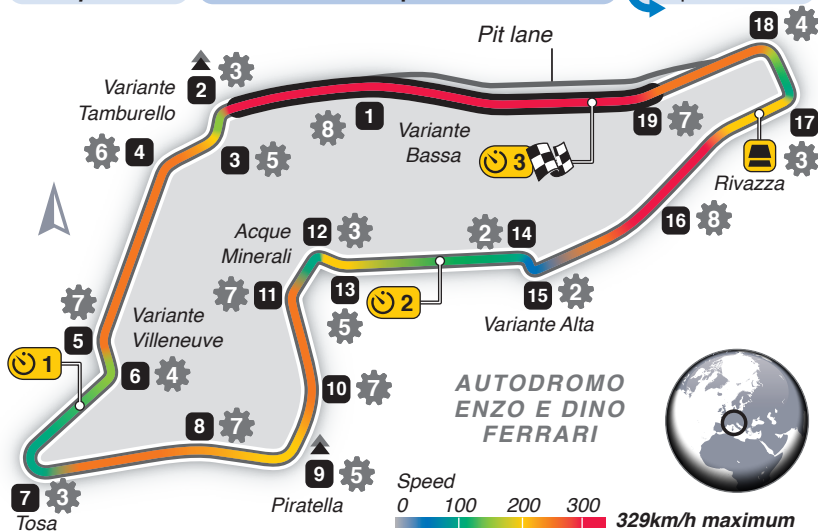 Pit lane
18 4
3
2
Variante
Tamburello
8
1
Variante
Bassa
19 7
17
3
Rivazza
6 4
3 5
3
16 8
Acque
Minerali
12 3
2 14
7 11
13
5
2
15 2
Variante Alta
7
5
Variante
Villeneuve
1
6 4
10 7
8 7
9 5
Piratella
7 3
Tosa
AUTODROMO
ENZO E DINO
FERRARI
Speed
0 100 200 300
329km/h maximum